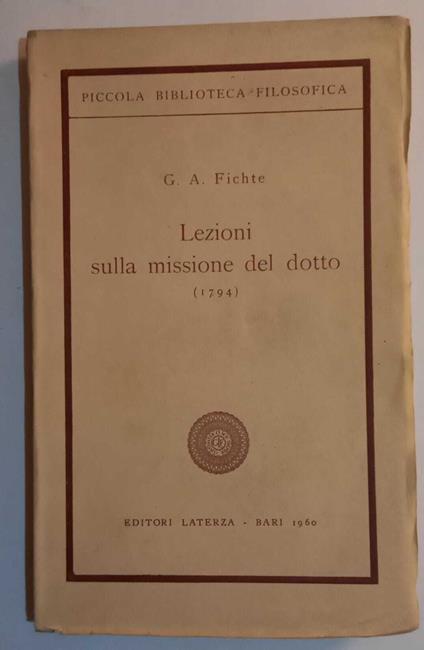 PICCOLA BIBLIOTECA FILOSOFICA
G. A. Fichte
Lezioni
sulla missione del dotto
(1794)
EDITORI LATERZA - BARI 1960